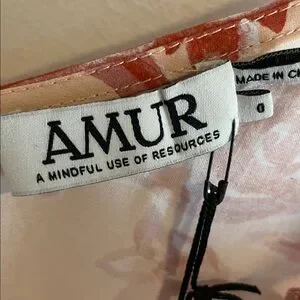 AMUR
A MINDFUL USE OF RESOURCES
MADE IN
0